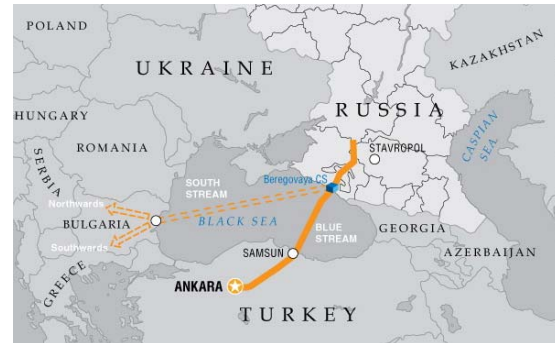 POLAND
KAZAKHSTAN
UKRAINE
RUSSIA
HUNGARY
STAVROPOL
CASPIAN
SEA
ROMANIA
SERBIA
SOUTH
STREAM
Beregovaya CS
Northwards
BLACK SEA
BLUE
STREAM
BULGARIA
GEORGIA
Southwards
SAMSUN
AZERBAIJAN
GREECE
ANKARA
TURKEY